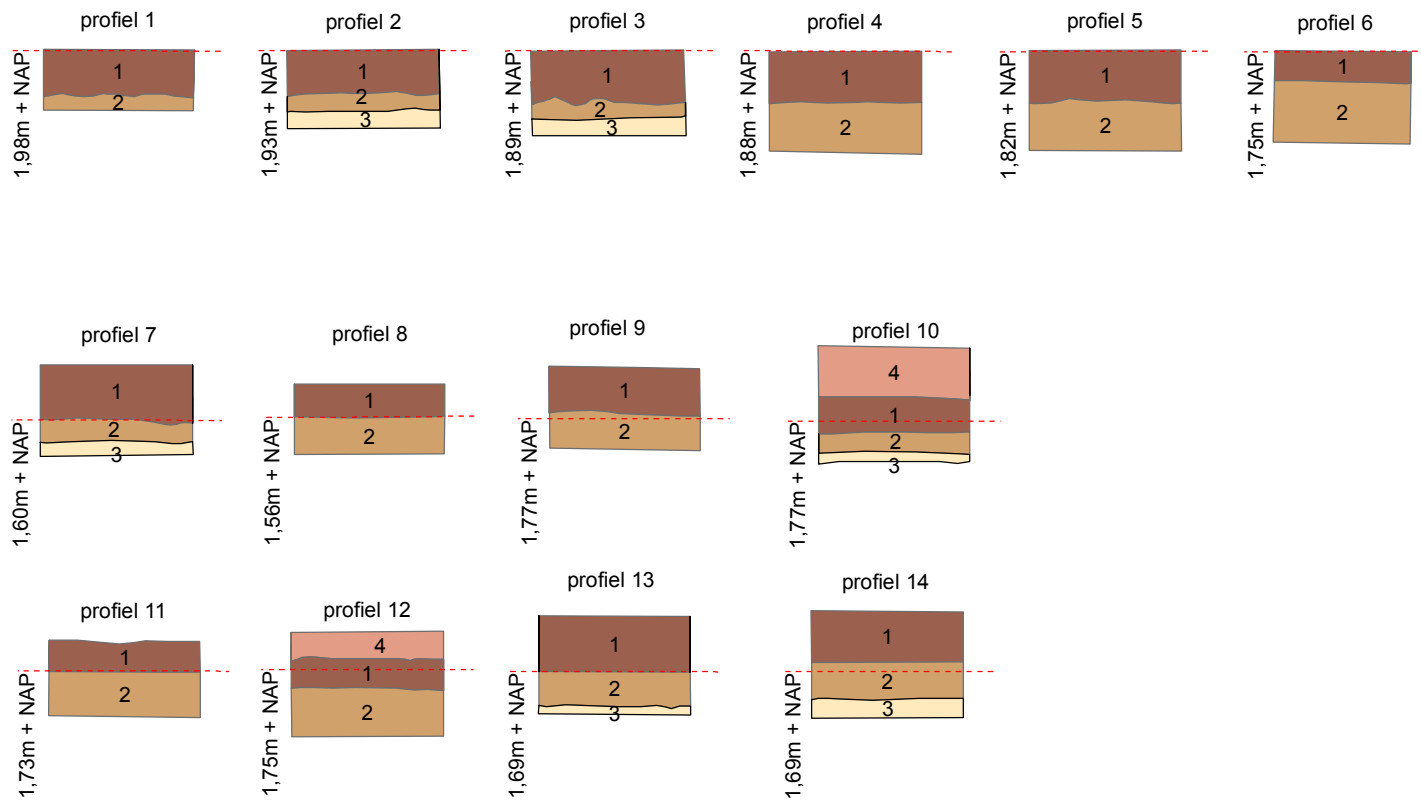 profiel 1
1,98m + NAP
1
2
profiel 2
1,93m + NAP
1
2
3
profiel 3
1,89m + NAP
1
2
3
profiel 4
1,88m + NAP
1
2
profiel 5
1,82m + NAP
1
2
profiel 6
1,75m + NAP
1
2
profiel 7
1,60m + NAP
1
2
3
profiel 8
1,56m + NAP
1
2
profiel 9
1,77m + NAP
1
2
profiel 10
1,77m + NAP
4
1
2
3
profiel 11
1,73m + NAP
1
2
profiel 12
1,75m + NAP
4
1
2
profiel 13
1,69m + NAP
1
2
3
profiel 14
1,69m + NAP
1
2
3